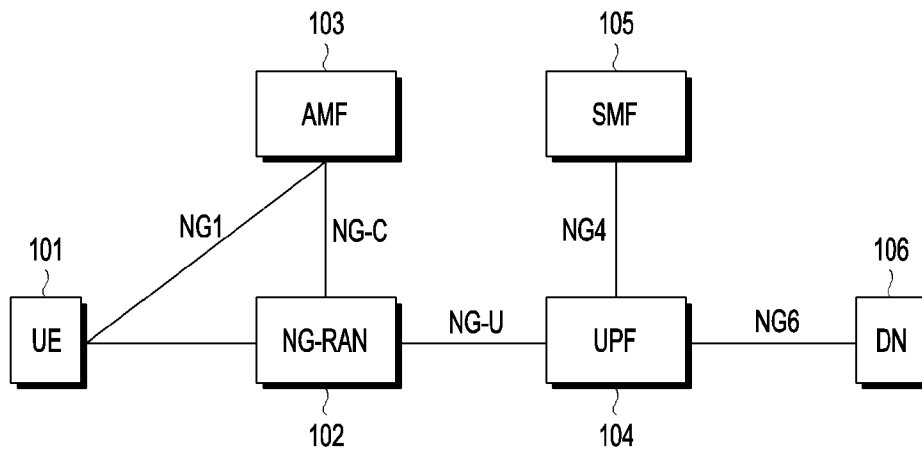 103 105
AMF SMF
NG1 NG-C NG4
101 106
UE NG-RAN NG-U UPF NG6 DN
102 104